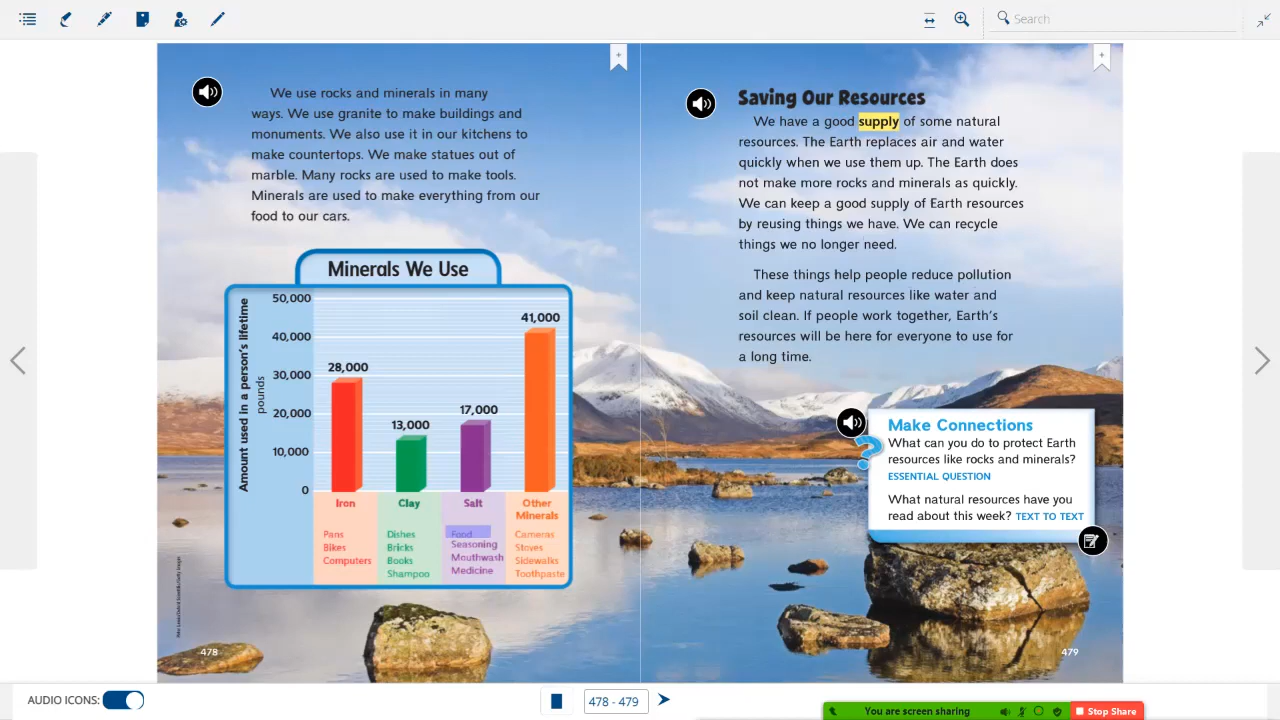 Search
We use rocks and minerals in many
ways. We use granite to make buildings and
monuments. We also use it in our kitchens to
make countertops. We make statues out of
marble. Many rocks are used to make tools.
Minerals are used to make everything from our
food to our cars.
Minerals We Use
Amount used in a person's lifetime
pounds
50,000
40,000
30,000
20,000
10,000
0
28,000
13,000
17,000
41,000
Iron
Pans
Bikes
Computers
Clay
Dishes
Bricks
Books
Shampoo
Salt
Food
Seasoning
Mouthwash
Medicine
Other
Minerals
Cameras
Stoves
Sidewalks
Toothpaste
478
Saving Our Resources
We have a good supply of some natural
resources. The Earth replaces air and water
quickly when we use them up. The Earth does
not make more rocks and minerals as quickly.
We can keep a good supply of Earth resources
by reusing things we have. We can recycle
things we no longer need.
These things help people reduce pollution
and keep natural resources like water and
soil clean. If people work together, Earth's
resources will be here for everyone to use for
a long time.
Make Connections
What can you do to protect Earth
resources like rocks and minerals?
ESSENTIAL QUESTION
What natural resources have you
read about this week? TEXT TO TEXT
479
AUDIO ICONS:
478 - 479
You are screen sharing
Stop Share